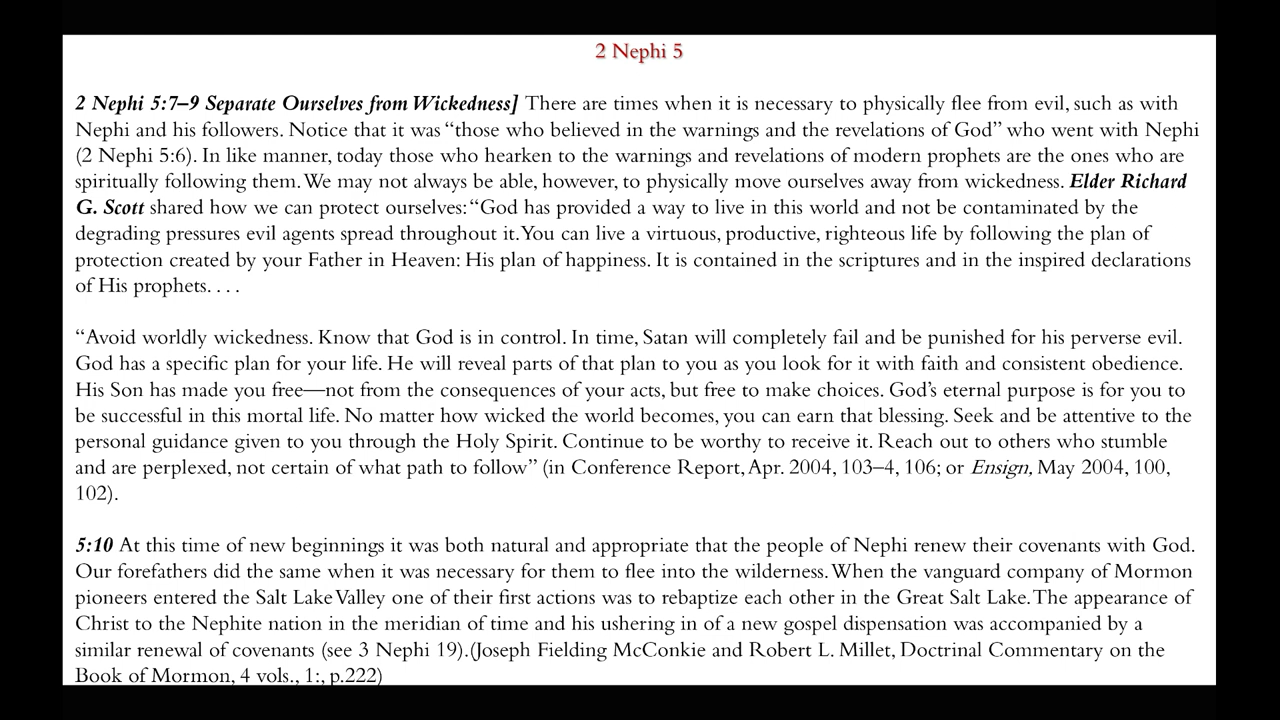 2 Nephi 5
2 Nephi 5:7–9 Separate Ourselves from Wickedness] There are times when it is necessary to physically flee from evil, such as with
Nephi and his followers. Notice that it was “those who believed in the warnings and the revelations of God” who went with Nephi
(2 Nephi 5:6). In like manner, today those who hearken to the warnings and revelations of modern prophets are the ones who are
spiritually following them. We may not always be able, however, to physically move ourselves away from wickedness. Elder Richard
G. Scott shared how we can protect ourselves: “God has provided a way to live in this world and not be contaminated by the
degrading pressures evil agents spread throughout it. You can live a virtuous, productive, righteous life by following the plan of
protection created by your Father in Heaven: His plan of happiness. It is contained in the scriptures and in the inspired declarations
of His prophets. . . .
“Avoid worldly wickedness. Know that God is in control. In time, Satan will completely fail and be punished for his perverse evil.
God has a specific plan for your life. He will reveal parts of that plan to you as you look for it with faith and consistent obedience.
His Son has made you free—not from the consequences of your acts, but free to make choices. God’s eternal purpose is for you to
be successful in this mortal life. No matter how wicked the world becomes, you can earn that blessing. Seek and be attentive to the
personal guidance given to you through the Holy Spirit. Continue to be worthy to receive it. Reach out to others who stumble
and are perplexed, not certain of what path to follow” (in Conference Report, Apr. 2004, 103–4, 106; or Ensign, May 2004, 100,
102).
5:10 At this time of new beginnings it was both natural and appropriate that the people of Nephi renew their covenants with God.
Our forefathers did the same when it was necessary for them to flee into the wilderness. When the vanguard company of Mormon
pioneers entered the Salt Lake Valley one of their first actions was to rebaptize each other in the Great Salt Lake. The appearance of
Christ to the Nephite nation in the meridian of time and his ushering in of a new gospel dispensation was accompanied by a
similar renewal of covenants (see 3 Nephi 19).(Joseph Fielding McConkie and Robert L. Millet, Doctrinal Commentary on the
Book of Mormon, 4 vols., 1:, p.222)